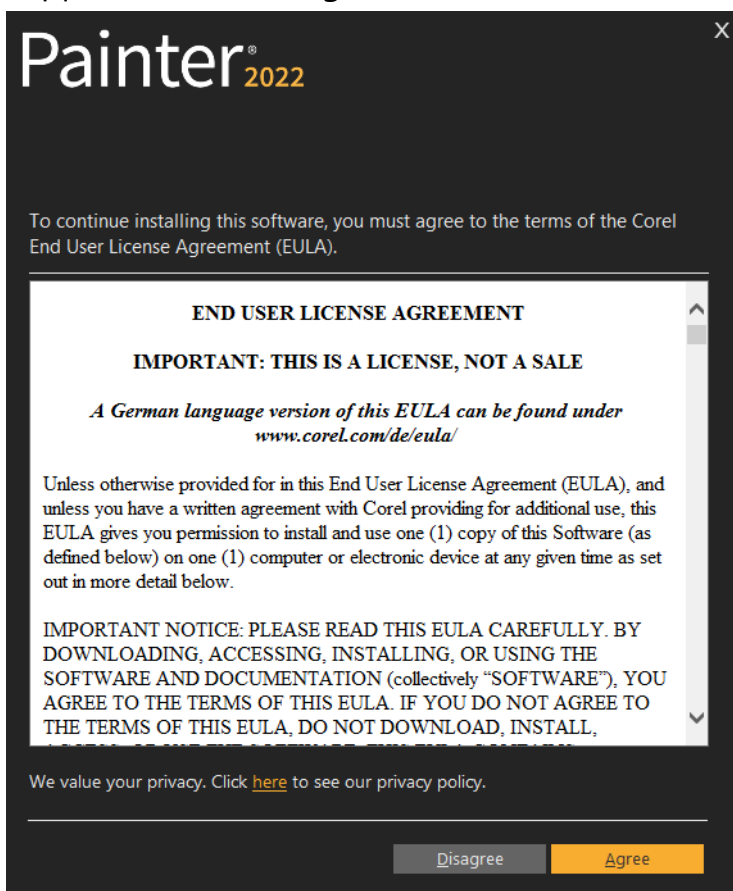 X
Painter®
2022
To continue installing this software, you must agree to the terms of the Corel
End User License Agreement (EULA).
END USER LICENSE AGREEMENT
IMPORTANT: THIS IS A LICENSE, NOT A SALE
A German language version of this EULA can be found under
www.corel.com/de/eula/
Unless otherwise provided for in this End User License Agreement (EULA), and
unless you have a written agreement with Corel providing for additional use, this
EULA gives you permission to install and use one (1) copy of this Software (as
defined below) on one (1) computer or electronic device at any given time as set
out in more detail below.
IMPORTANT NOTICE: PLEASE READ THIS EULA CAREFULLY. BY
DOWNLOADING, ACCESSING, INSTALLING, OR USING THE
SOFTWARE AND DOCUMENTATION (collectively “SOFTWARE”), YOU
AGREE TO THE TERMS OF THIS EULA. IF YOU DO NOT AGREE TO
THE TERMS OF THIS EULA, DO NOT DOWNLOAD, INSTALL,
We value your privacy. Click here to see our privacy policy.
Disagree
Agree